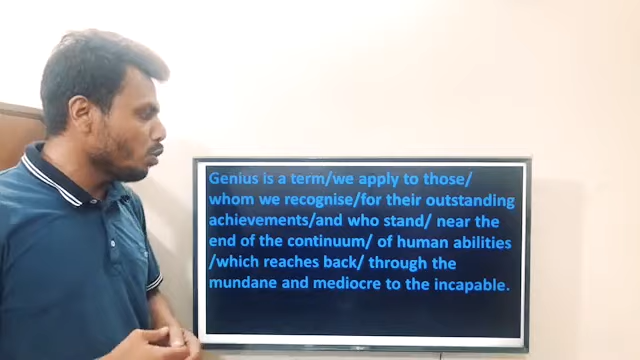 Genius is a term/we apply to those/
whom we recognise/for their outstanding
achievements/and who stand/ near the
end of the continuum/ of human abilities
/which reaches back/ through the
mundane and mediocre to the incapable.